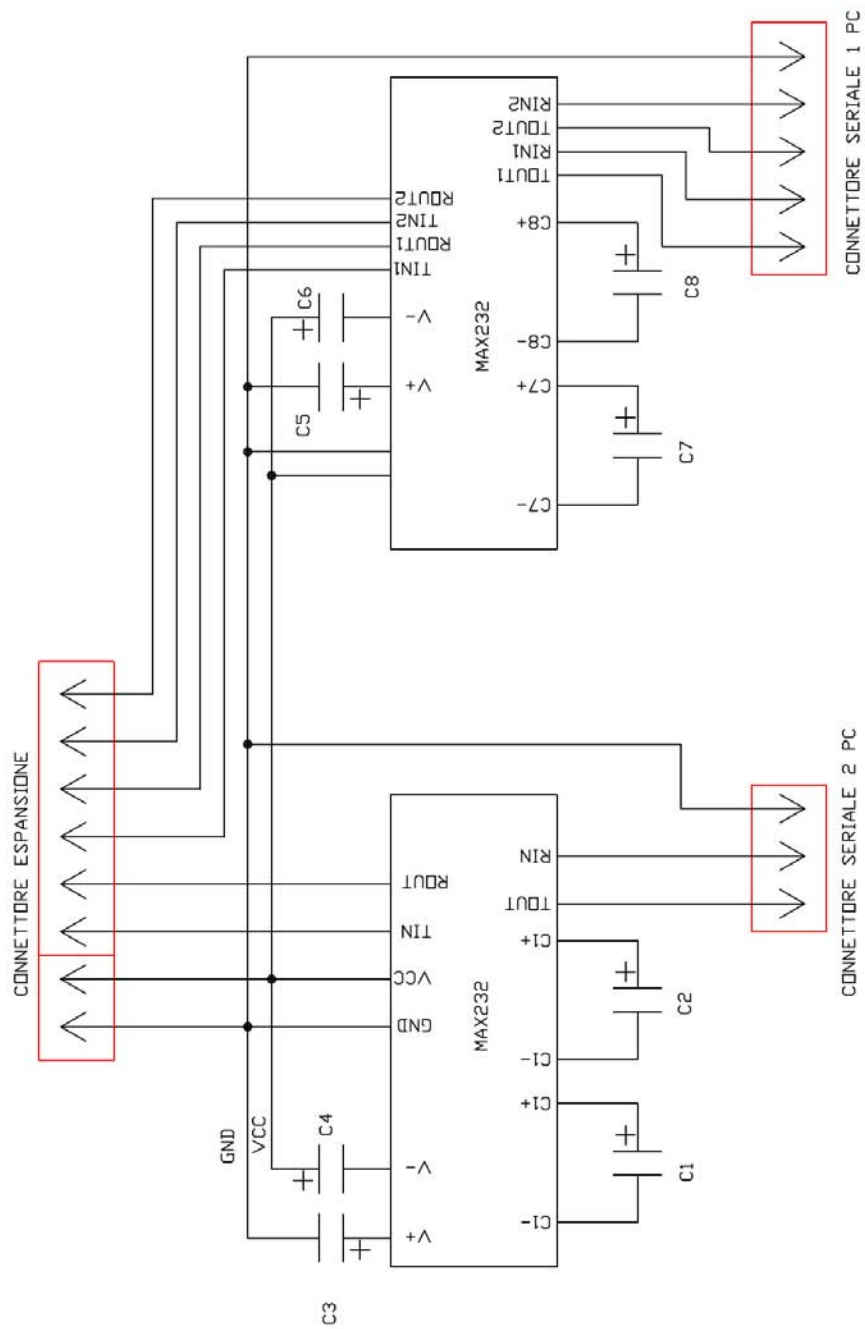 CONNETTORE ESPANSIONE
GND
VCC
C3
C4
V+
V-
GND
VCC
TIN
ROUT
MAX232
C1-
C1+
C1-
C1+
TOUT
RIN
C1
C2
CONNETTORE SERIALE 2 PC
C5
C6
V+
V-
TIN1
ROUT1
TIN2
ROUT2
MAX232
C7-
C7+
C8-
C8+
TOUT1
RIN1
TOUT2
RIN2
C7
C8
CONNETTORE SERIALE 1 PC